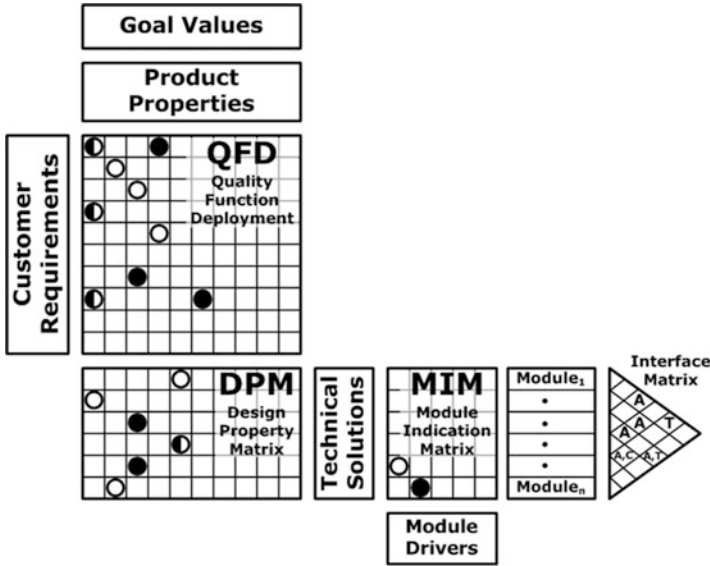 Goal Values
Product
Properties
Customer
Requirements
QFD
Quality
Function
Deployment
DPM
Design
Property
Matrix
Technical
Solutions
MIM
Module
Indication
Matrix
Module₁
Moduleₙ
Interface
Matrix
A
A
T
A
A,C
A,T
Module
Drivers